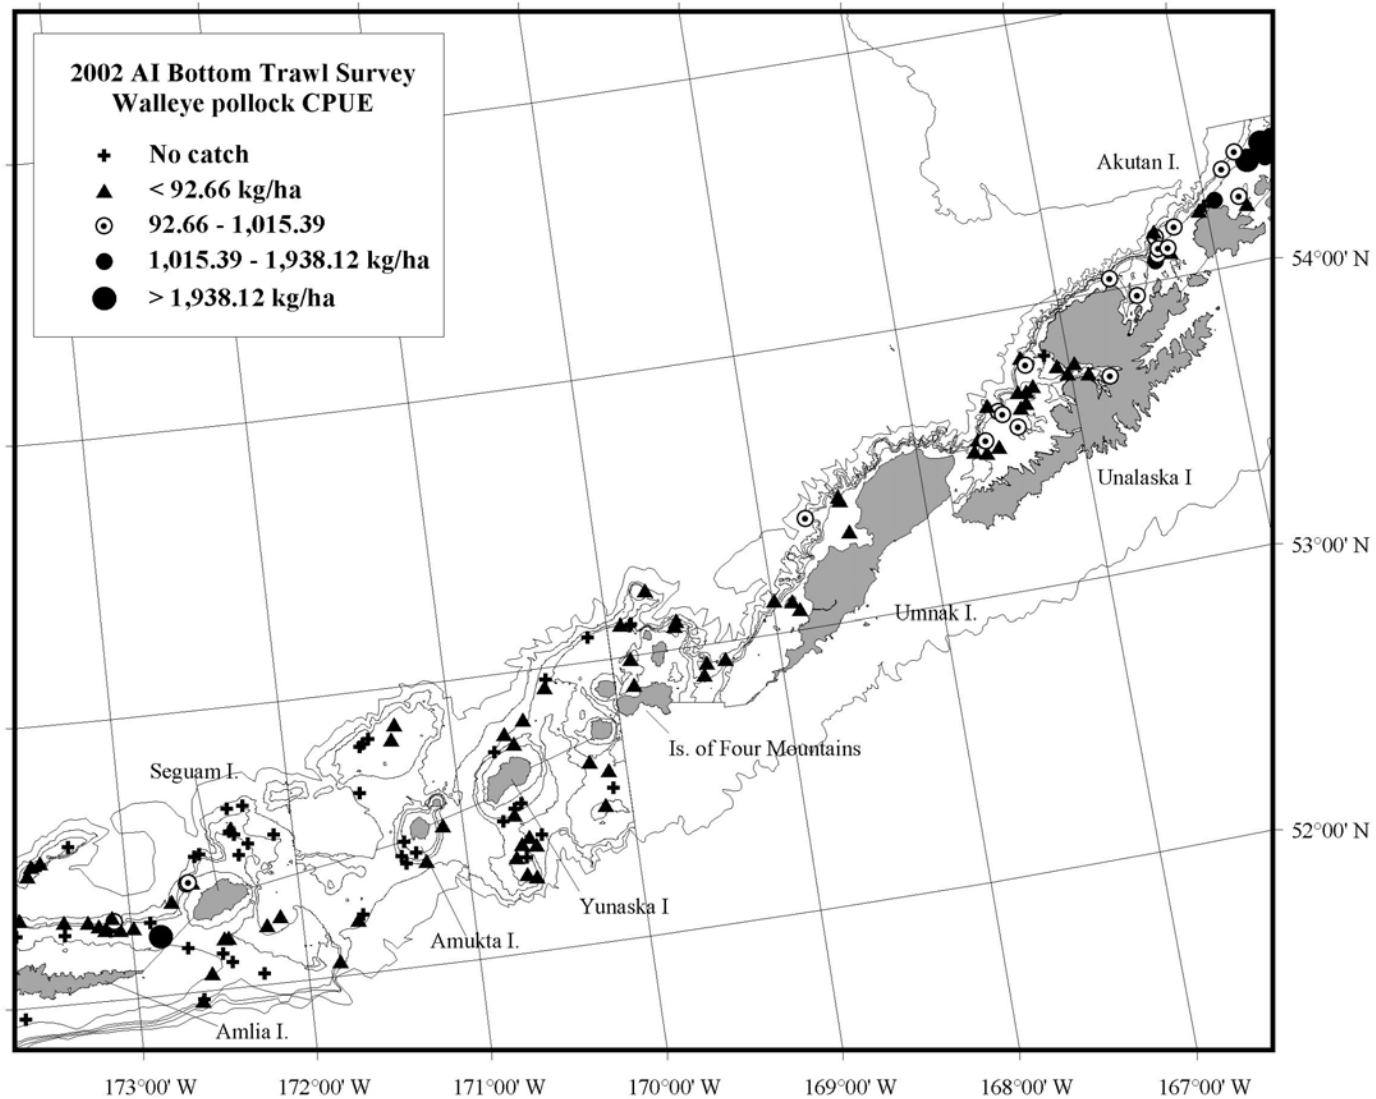 2002 AI Bottom Trawl Survey
Walleye pollock CPUE
No catch
< 92.66 kg/ha
92.66 - 1,015.39
1,015.39 - 1,938.12 kg/ha
> 1,938.12 kg/ha
Akutan I.
54°00' N
Unalaska I
53°00' N
Umnak I.
Is. of Four Mountains
Seguam I.
52°00' N
Yunaska I
Amukta I.
Amlia I.
173°00' W 172°00' W 171°00' W 170°00' W 169°00' W 168°00' W 167°00' W